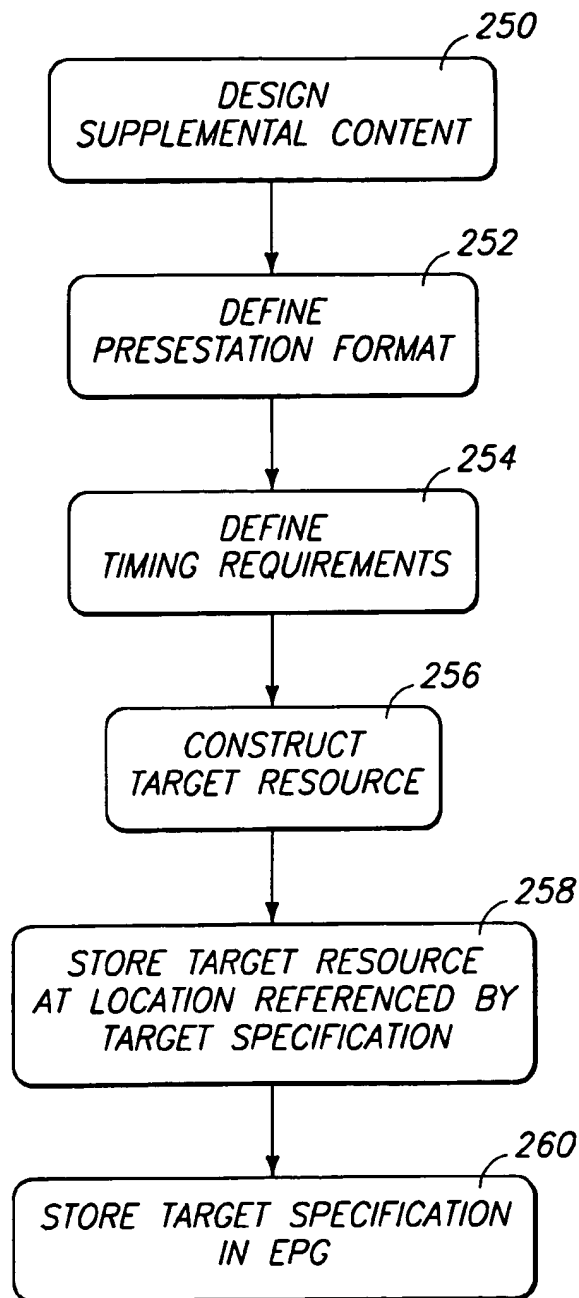 250
DESIGN
SUPPLEMENTAL CONTENT
252
DEFINE
PRESESTATION FORMAT
254
DEFINE
TIMING REQUIREMENTS
256
CONSTRUCT
TARGET RESOURCE
258
STORE TARGET RESOURCE
AT LOCATION REFERENCED BY
TARGET SPECIFICATION
260
STORE TARGET SPECIFICATION
IN EPG